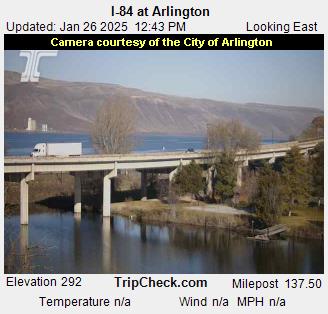 I-84 at Arlington
Updated: Jan 26 2025 12:43 PM Looking East
Camera courtesy of the City of Arlington
Elevation 292 TripCheck.com Milepost 137.50
Temperature n/a Wind n/a MPH n/a